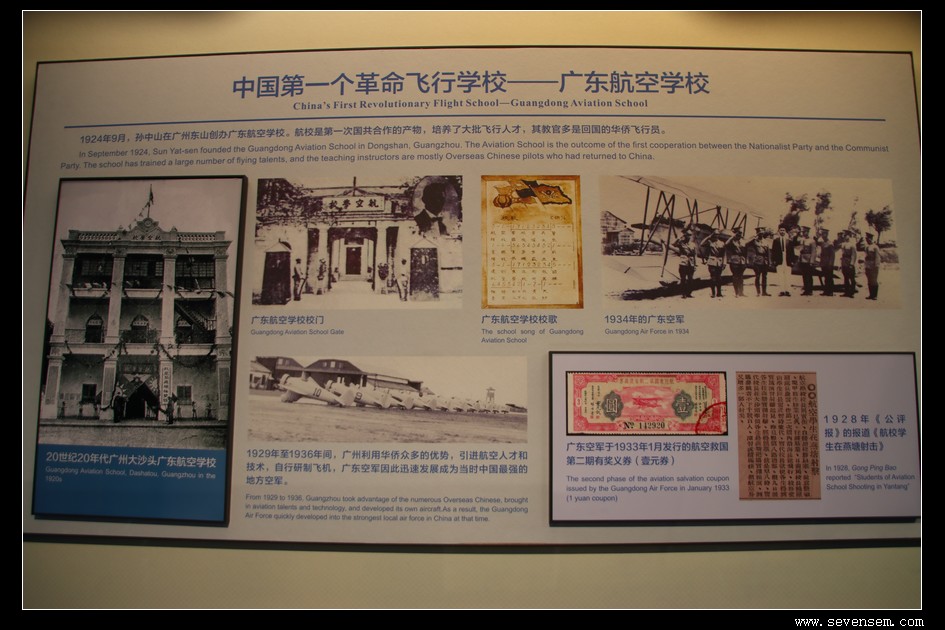 中国第一个革命飞行学校——广东航空学校
China's First Revolutionary Flight School—Guangdong Aviation School
1924年9月，孙中山在广州东山创办广东航空学校。航校是第一次国共合作的产物，培养了大批飞行人才，其教官多是回国的华侨飞行员。
In September 1924, Sun Yat-sen founded the Guangdong Aviation School in Dongshan, Guangzhou. The Aviation School is the outcome of the first cooperation between the Nationalist Party and the Communist
Party. The school has trained a large number of flying talents, and the teaching instructors are mostly Overseas Chinese pilots who had returned to China.
20世纪20年代广州大沙头广东航空学校
Guangdong Aviation School, Dashatou, Guangzhou in the
1920s
校學空航
广东航空学校校门
Guangdong Aviation School Gate
广东航空学校校歌
The school song of Guangdong
Aviation School
1934年的广东空军
Guangdong Air Force in 1934
1929年至1936年间，广州利用华侨众多的优势，引进航空人才和
技术，自行研制飞机，广东空军因此迅速发展成为当时中国最强的
地方空军。
From 1929 to 1936, Guangzhou took advantage of the numerous Overseas Chinese, brought
in aviation talents and technology, and developed its own aircraft.As a result, the Guangdong
Air Force quickly developed into the strongest local air force in China at that time.
圓 壹
No 142920
广东空军于1933年1月发行的航空救国
第二期有奖义券（壹元券）
The second phase of the aviation salvation coupon
issued by the Guangdong Air Force in January 1933
(1 yuan coupon)
1928年《公评
报》的报道《航校学
生在燕塘射击》
In 1928, Gong Ping Bao
reported "Students of Aviation
School Shooting in Yantang"
www.sevensem.com